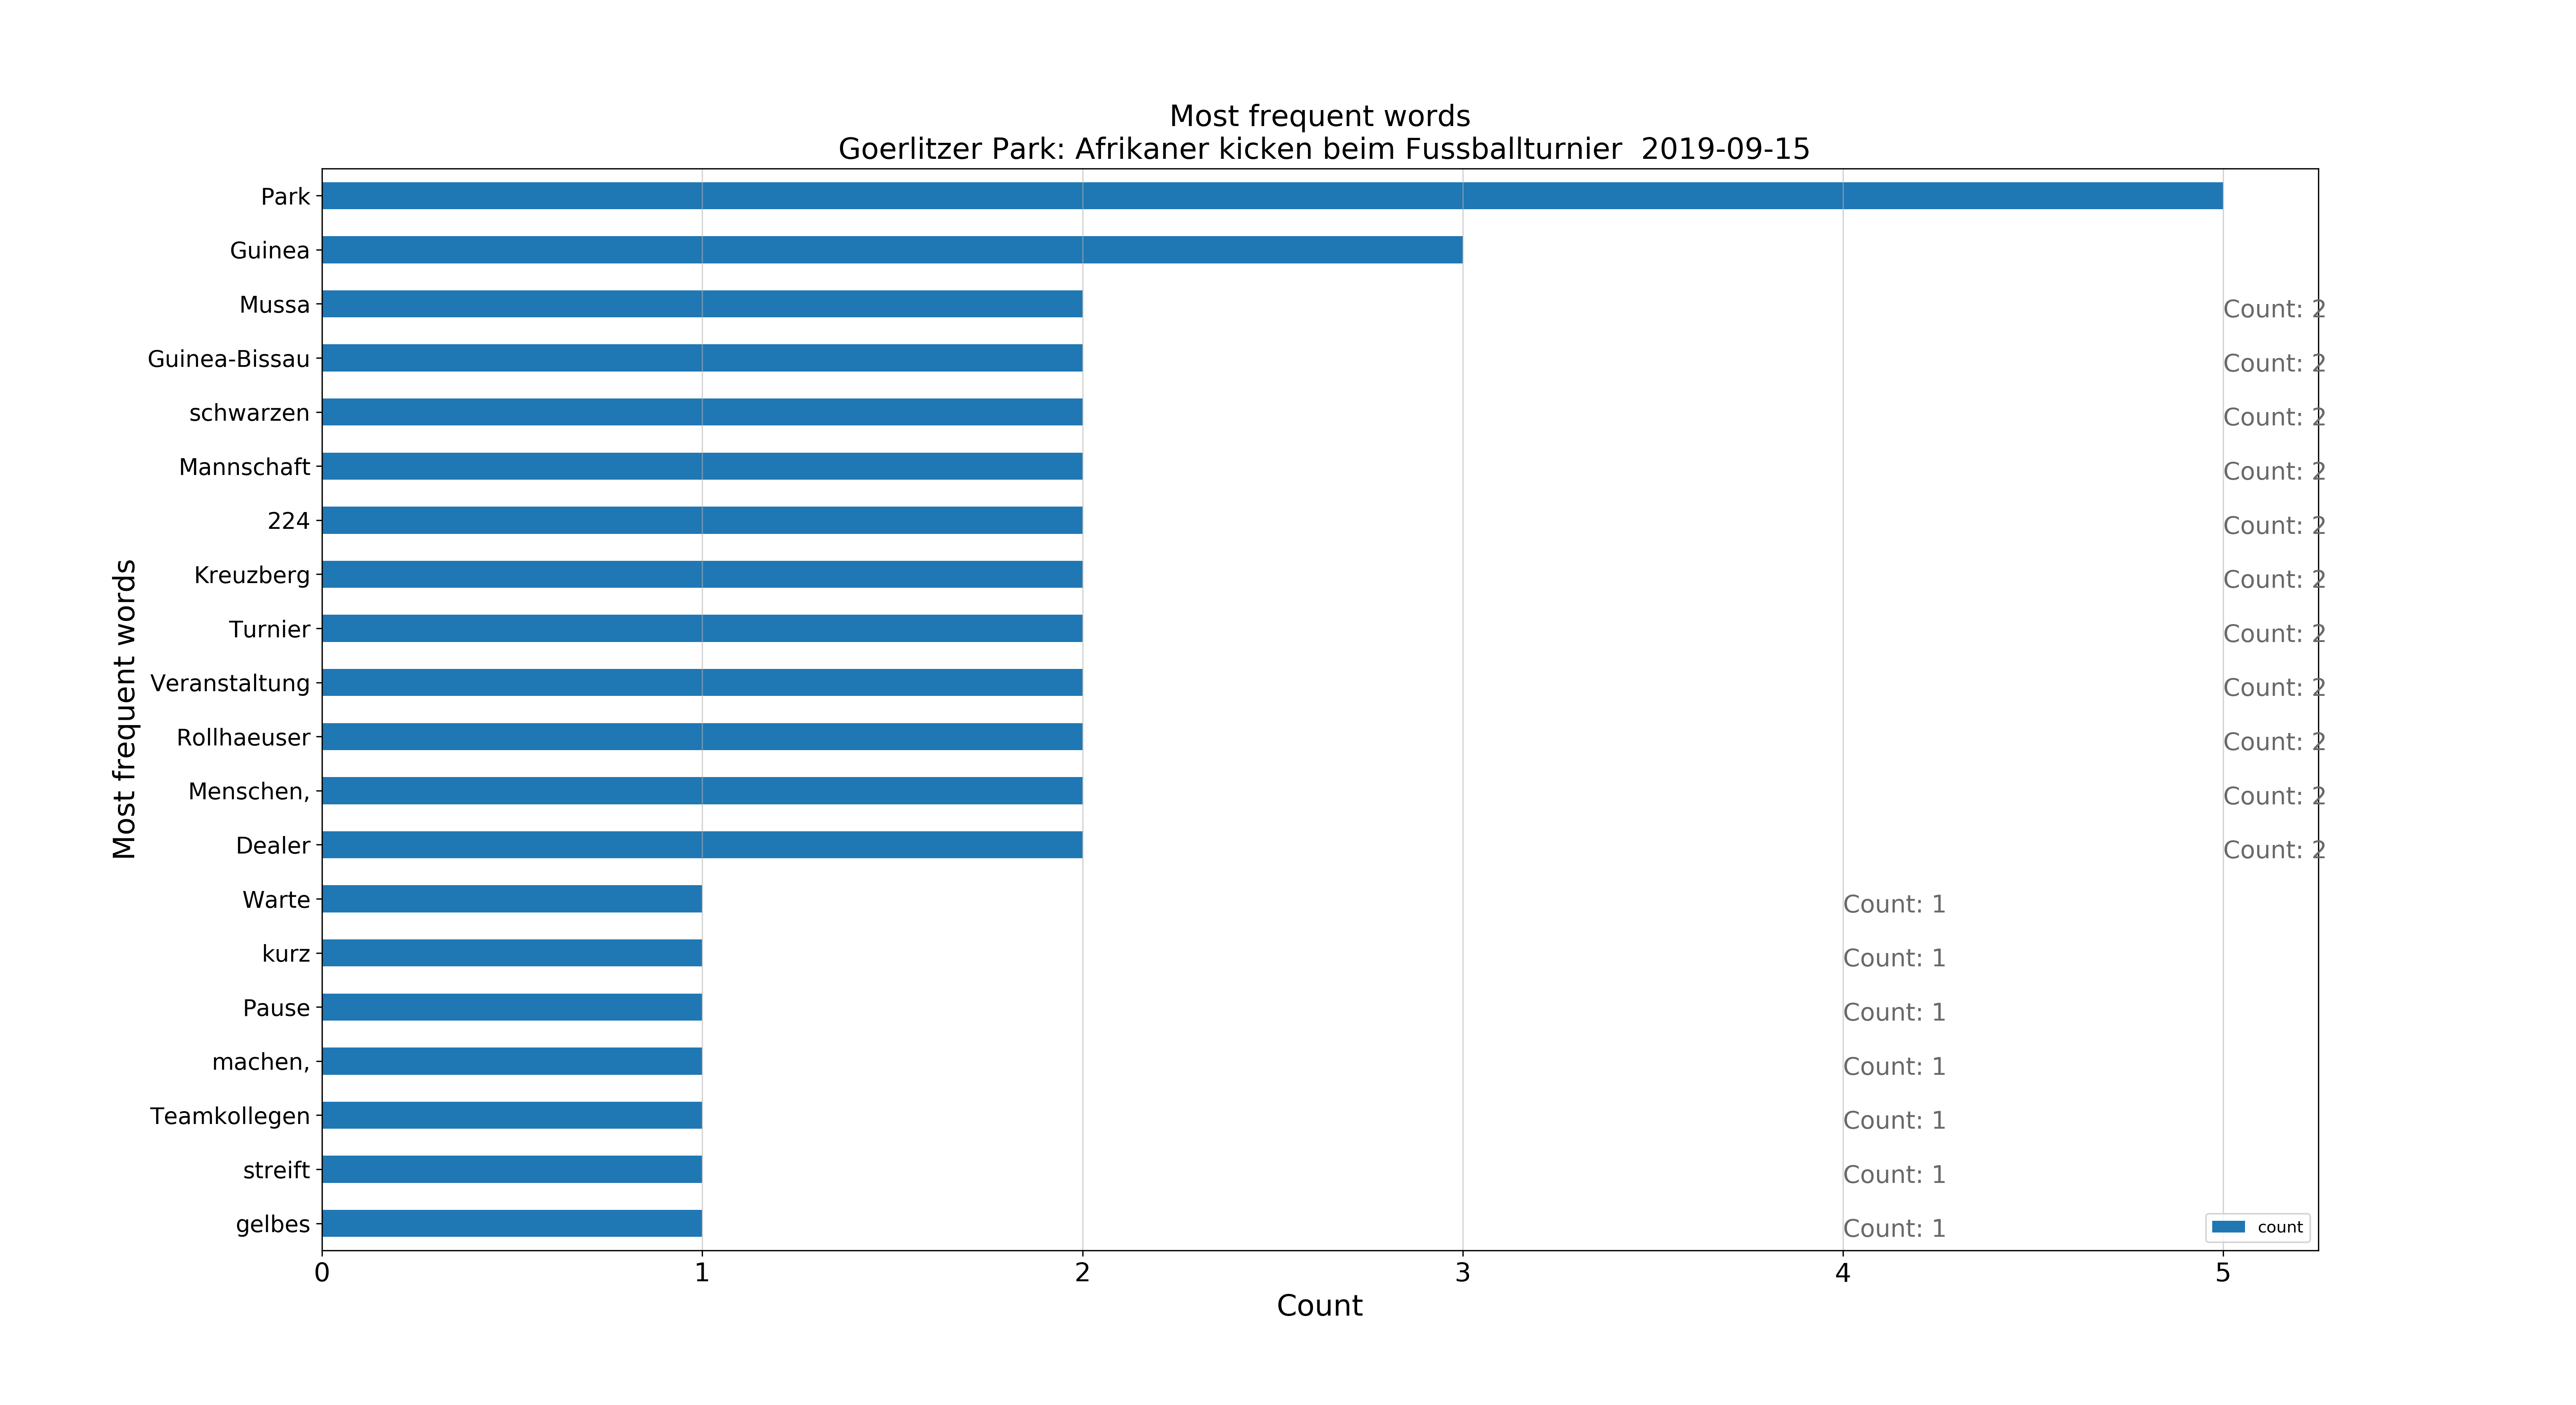 Most frequent words
Goerlitzer Park: Afrikaner kicken beim Fussballturnier  2019-09-15
Most frequent words
Park
Guinea
Mussa Count: 2
Guinea-Bissau Count: 2
schwarzen Count: 2
Mannschaft Count: 2
224 Count: 2
Kreuzberg Count: 2
Turnier Count: 2
Veranstaltung Count: 2
Rollhaeuser Count: 2
Menschen, Count: 2
Dealer Count: 2
Warte Count: 1
kurz Count: 1
Pause Count: 1
machen, Count: 1
Teamkollegen Count: 1
streift Count: 1
gelbes Count: 1
count
0 1 2 3 4 5
Count